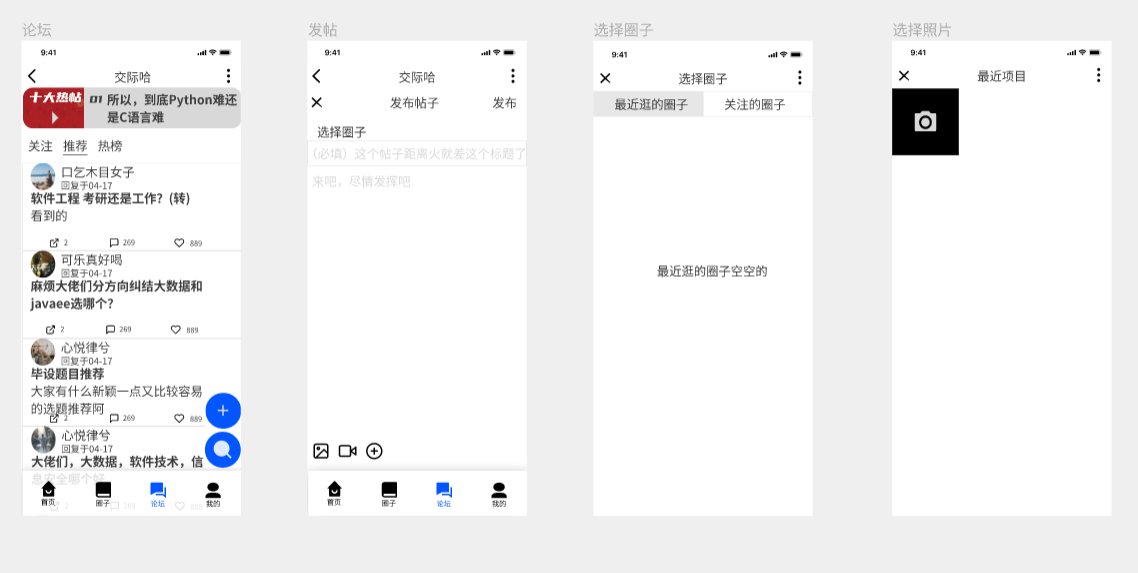 论坛
9:41
交际哈
十大热帖
01 所以，到底Python难还
是C语言难
关注 推荐 热榜
口乞木目女子
回复于04-17
软件工程 考研还是工作？(转)
看到的
2 269 889
可乐真好喝
回复于04-17
麻烦大佬们分方向纠结大数据和
javaee选哪个？
2 269 889
心悦律兮
回复于04-17
毕设题目推荐
大家有什么新颖一点又比较容易
的选题推荐阿
2 269 889
心悦律兮
回复于04-17
大佬们，大数据，软件技术，信
息安全哪个好
2 269 889
首页 圈子 论坛 我的
发帖
9:41
交际哈
发布帖子 发布
选择圈子
（必填）这个帖子距离火就差这个标题了
来吧，尽情发挥吧
首页 圈子 论坛 我的
选择圈子
9:41
选择圈子
最近逛的圈子 关注的圈子
最近逛的圈子空空的
选择照片
9:41
最近项目